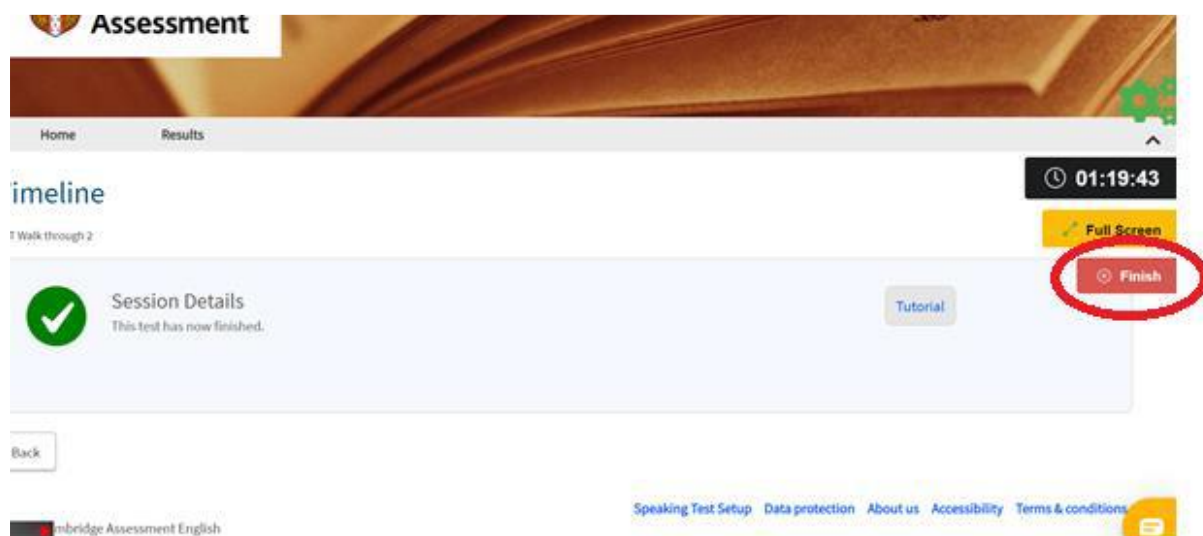 Assessment
Home Results
imeline
01:19:43
T Walk through 2
Full Screen
Finish
Session Details
This test has now finished.
Tutorial
Back
Speaking Test Setup Data protection About us Accessibility Terms & conditions
mbridge Assessment English